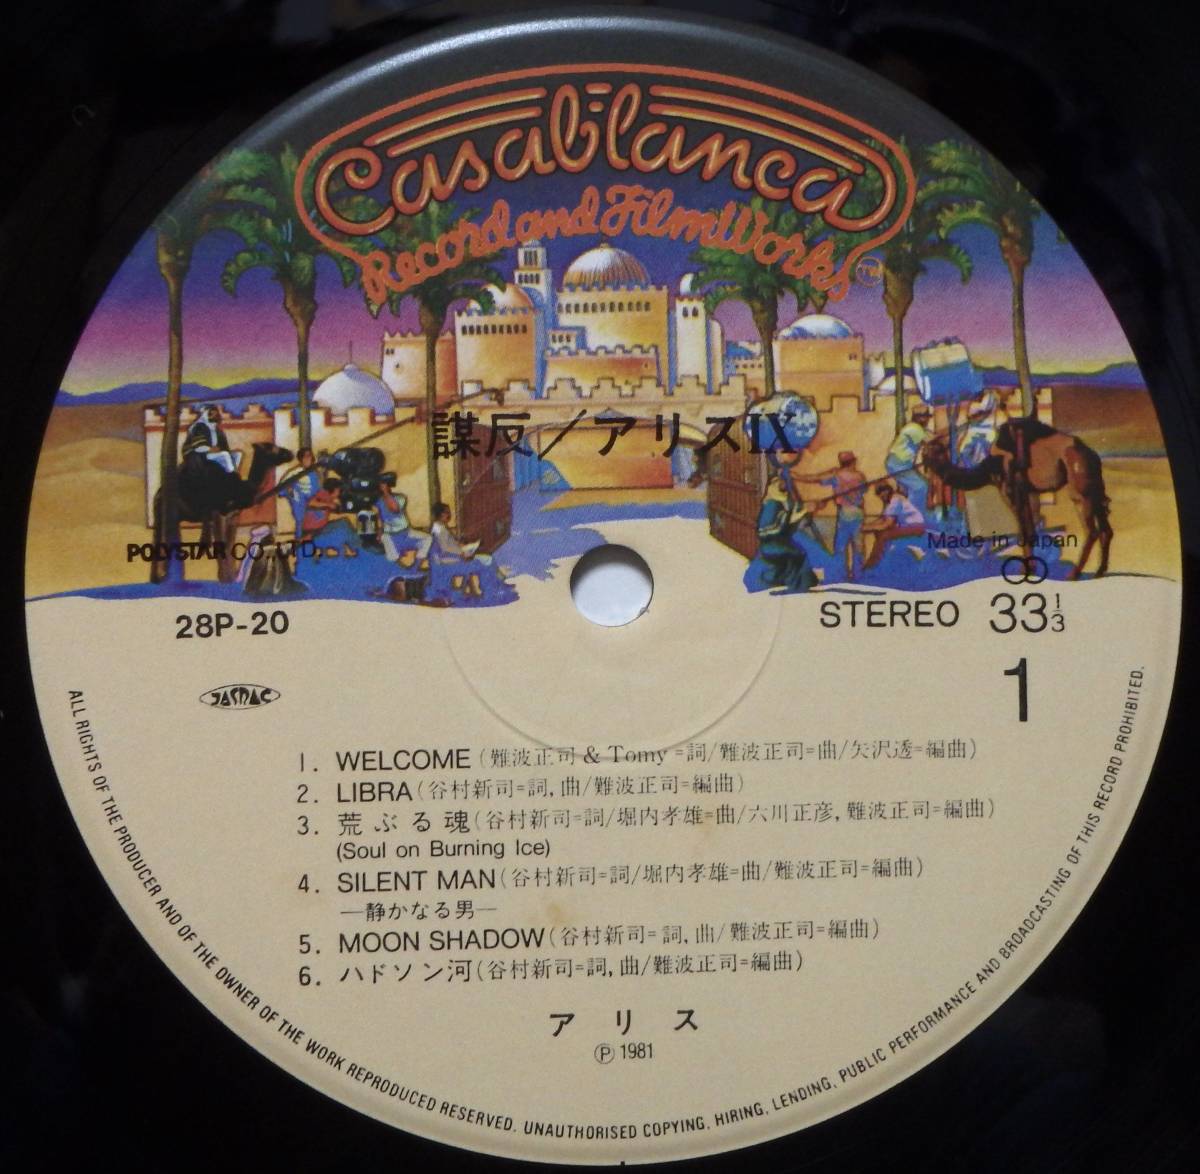 Casablanca
Record and FilmWorks
TM
謀反／アリスIX
POLYSTAR CO., LTD.
Made in Japan
28P-20
STEREO 33 1/3
JASRAC
1
1. WELCOME (難波正司 & Tomy=詞/難波正司=曲/矢沢透=編曲)
2. LIBRA (谷村新司=詞,曲/難波正司=編曲)
3. 荒ぶる魂 (谷村新司=詞/堀内孝雄=曲/六川正彦,難波正司=編曲)
(Soul on Burning Ice)
4. SILENT MAN (谷村新司=詞/堀内孝雄=曲/難波正司=編曲)
—静かなる男—
5. MOON SHADOW (谷村新司=詞,曲/難波正司=編曲)
6. ハドソン河 (谷村新司=詞,曲/難波正司=編曲)
アリス
Ⓟ 1981
ALL RIGHTS OF THE PRODUCER AND OF THE OWNER OF THE WORK REPRODUCED RESERVED. UNAUTHORISED COPYING, HIRING, LENDING, PUBLIC PERFORMANCE AND BROADCASTING OF THIS RECORD PROHIBITED.